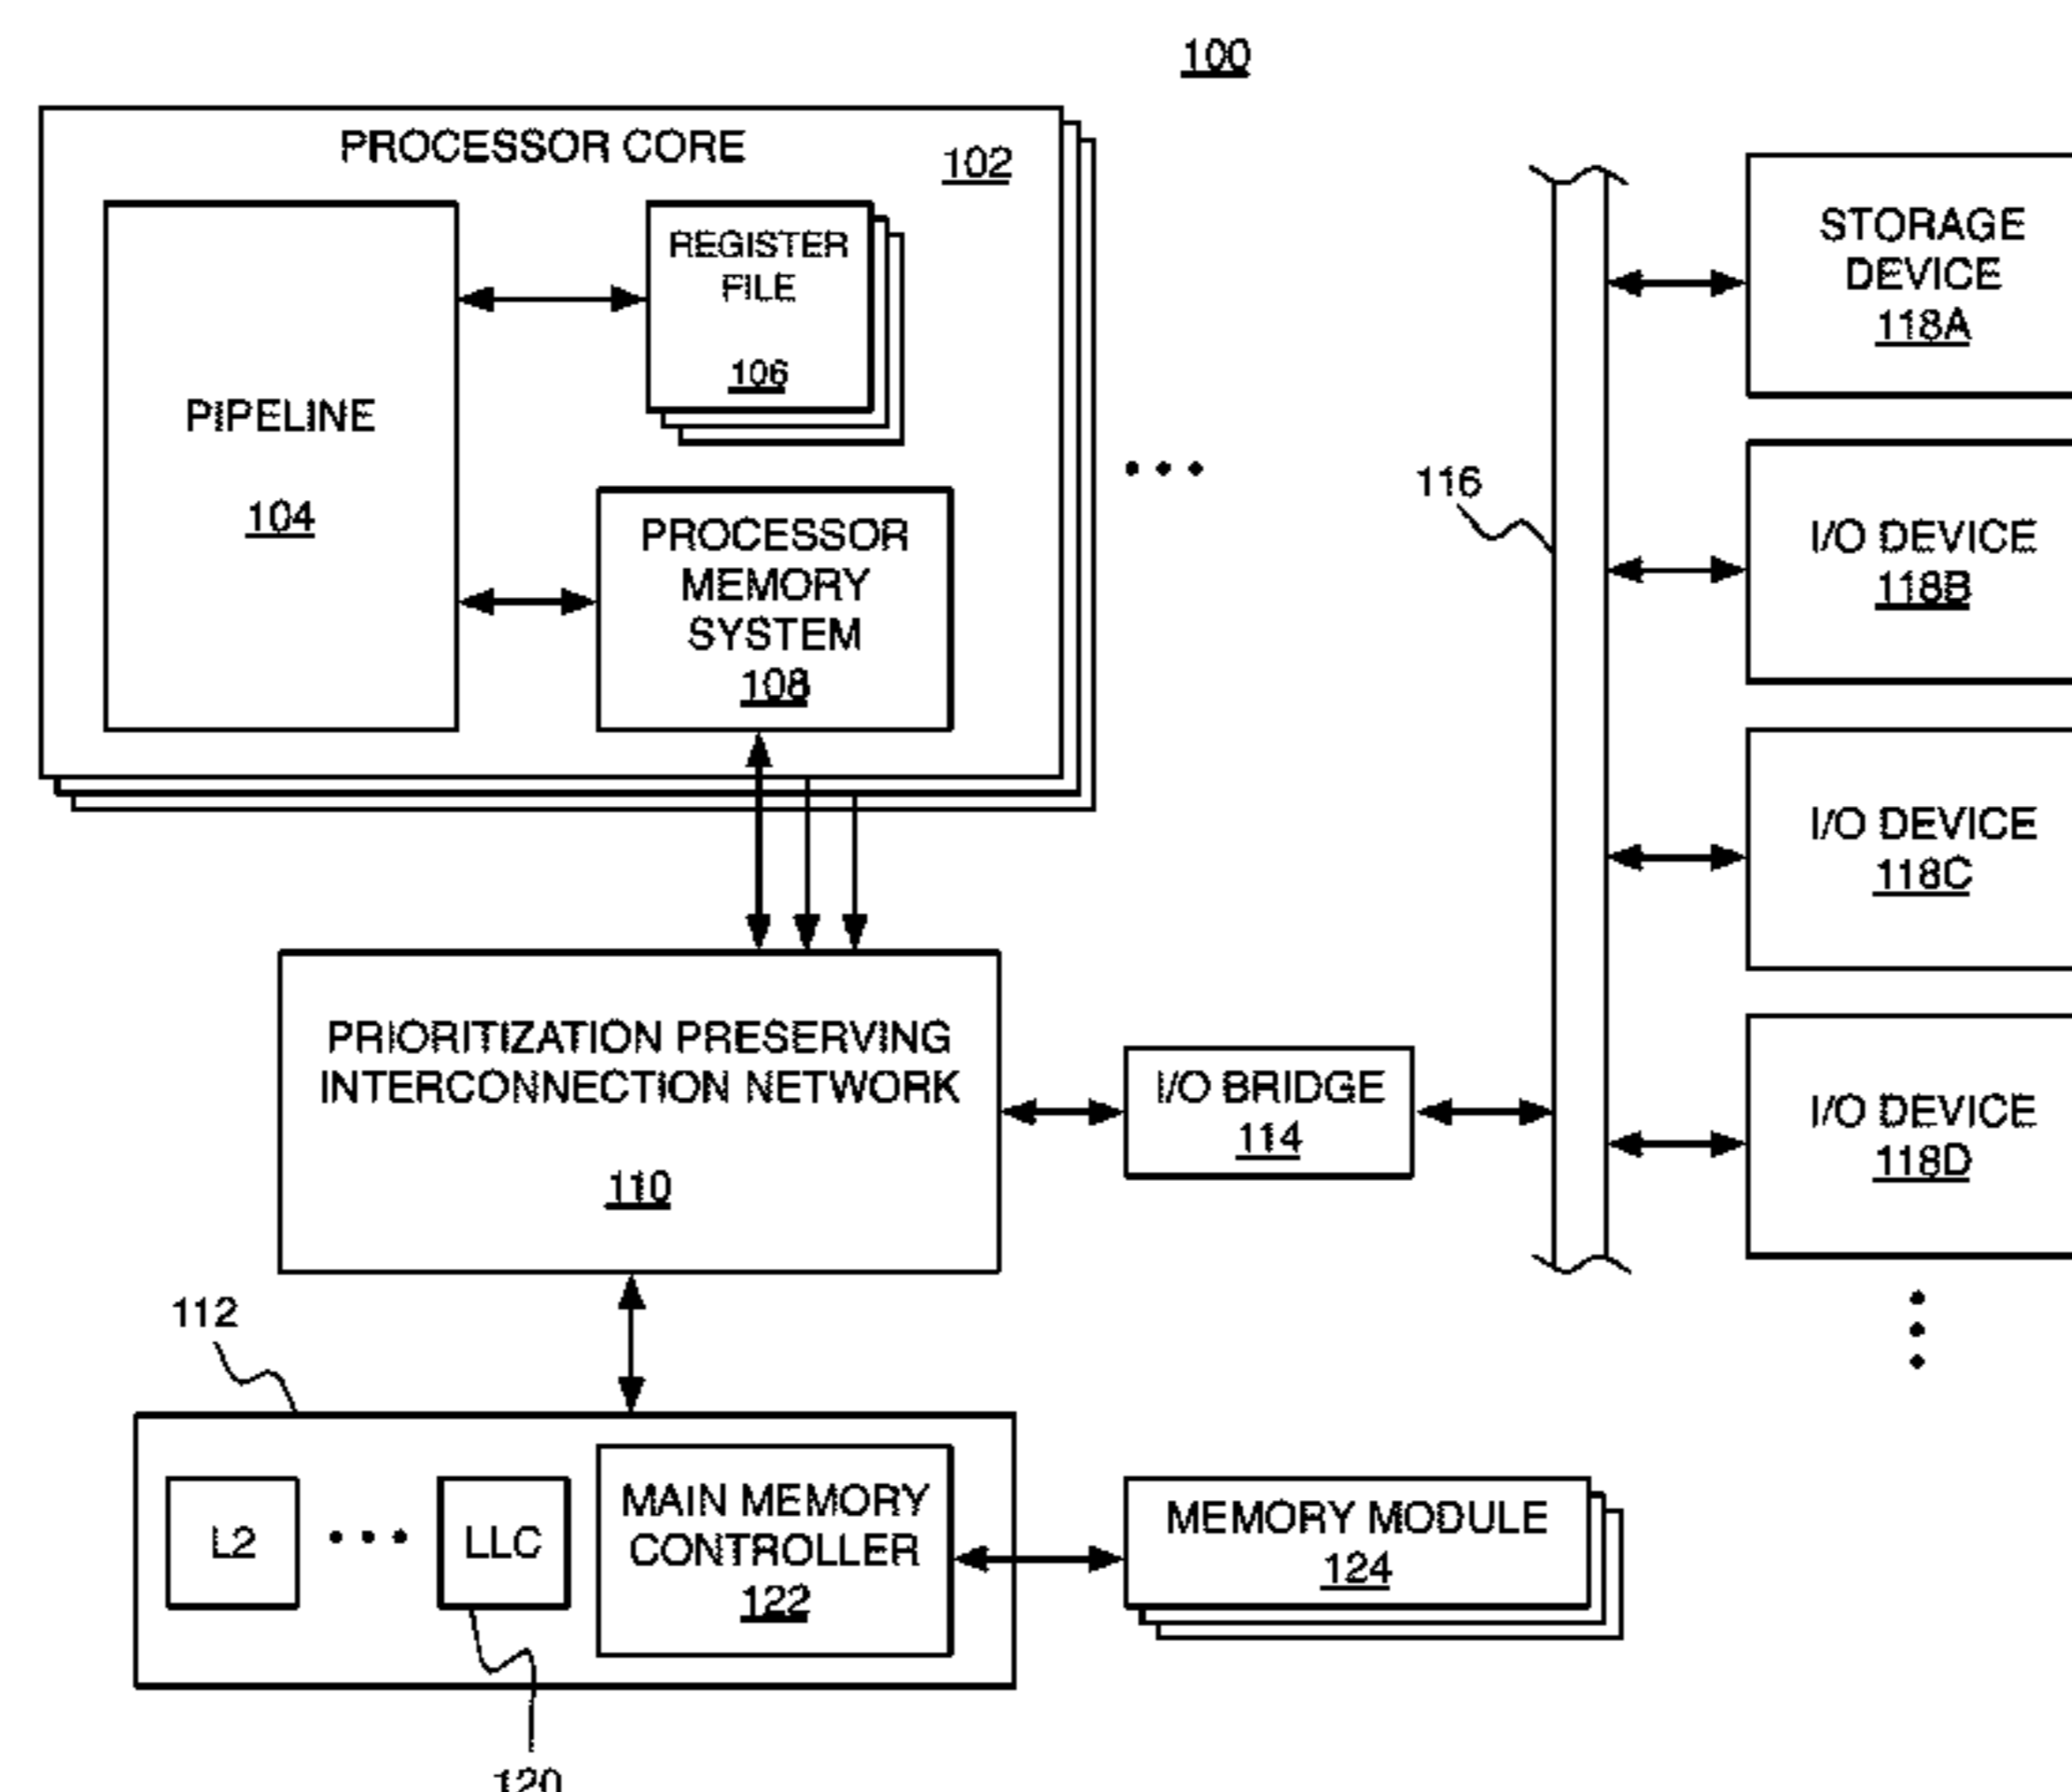 100
PROCESSOR CORE
102
PIPELINE
104
REGISTER
FILE
106
PROCESSOR
MEMORY
SYSTEM
108
116
STORAGE
DEVICE
118A
I/O DEVICE
118B
I/O DEVICE
118C
I/O DEVICE
118D
PRIORITIZATION PRESERVING
INTERCONNECTION NETWORK
110
I/O BRIDGE
114
112
L2
LLC
MAIN MEMORY
CONTROLLER
122
MEMORY MODULE
124
120